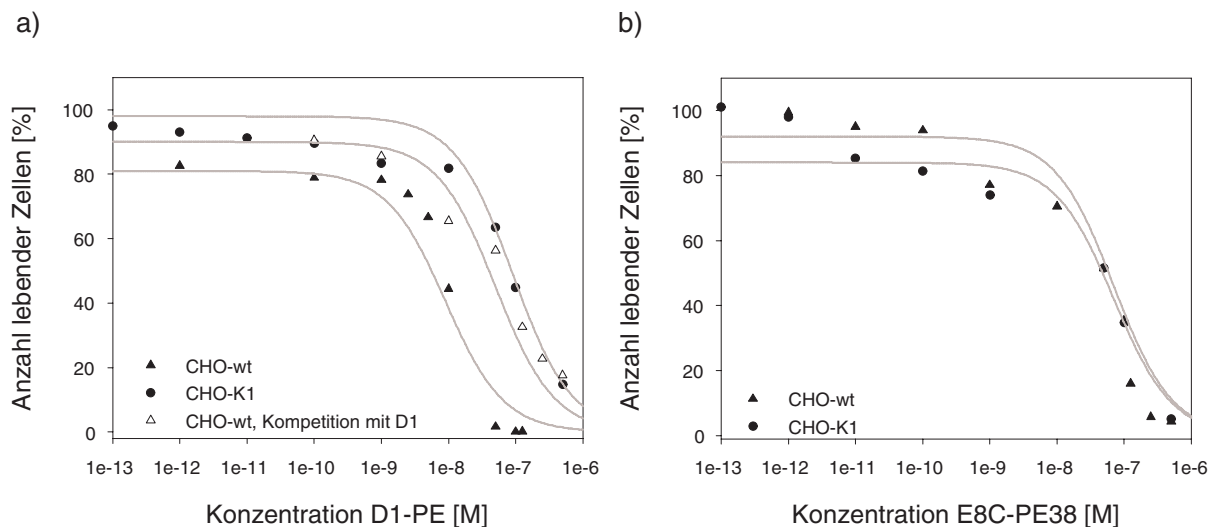 a)
Anzahl lebender Zellen [%]
100
80
60
40
20
0
CHO-wt
CHO-K1
CHO-wt, Kompetition mit D1
1e-13 1e-12 1e-11 1e-10 1e-9 1e-8 1e-7 1e-6
Konzentration D1-PE [M]
b)
Anzahl lebender Zellen [%]
100
80
60
40
20
0
CHO-wt
CHO-K1
1e-13 1e-12 1e-11 1e-10 1e-9 1e-8 1e-7 1e-6
Konzentration E8C-PE38 [M]